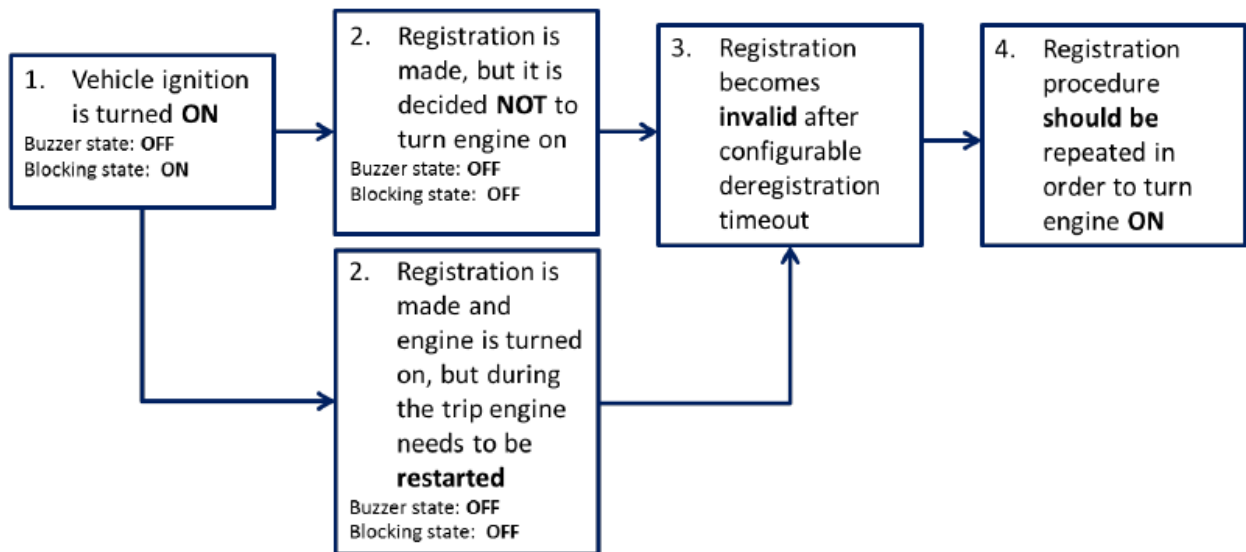 1. Vehicle ignition
is turned ON
Buzzer state: OFF
Blocking state: ON
2. Registration is
made, but it is
decided NOT to
turn engine on
Buzzer state: OFF
Blocking state: OFF
2. Registration is
made and
engine is turned
on, but during
the trip engine
needs to be
restarted
Buzzer state: OFF
Blocking state: OFF
3. Registration
becomes
invalid after
configurable
deregistration
timeout
4. Registration
procedure
should be
repeated in
order to turn
engine ON